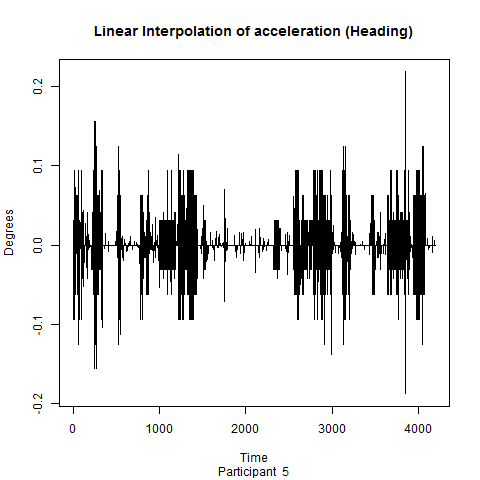 Linear Interpolation of acceleration (Heading)
Degrees
0.2
0.1
0.0
-0.1
-0.2
0 1000 2000 3000 4000
Time
Participant 5